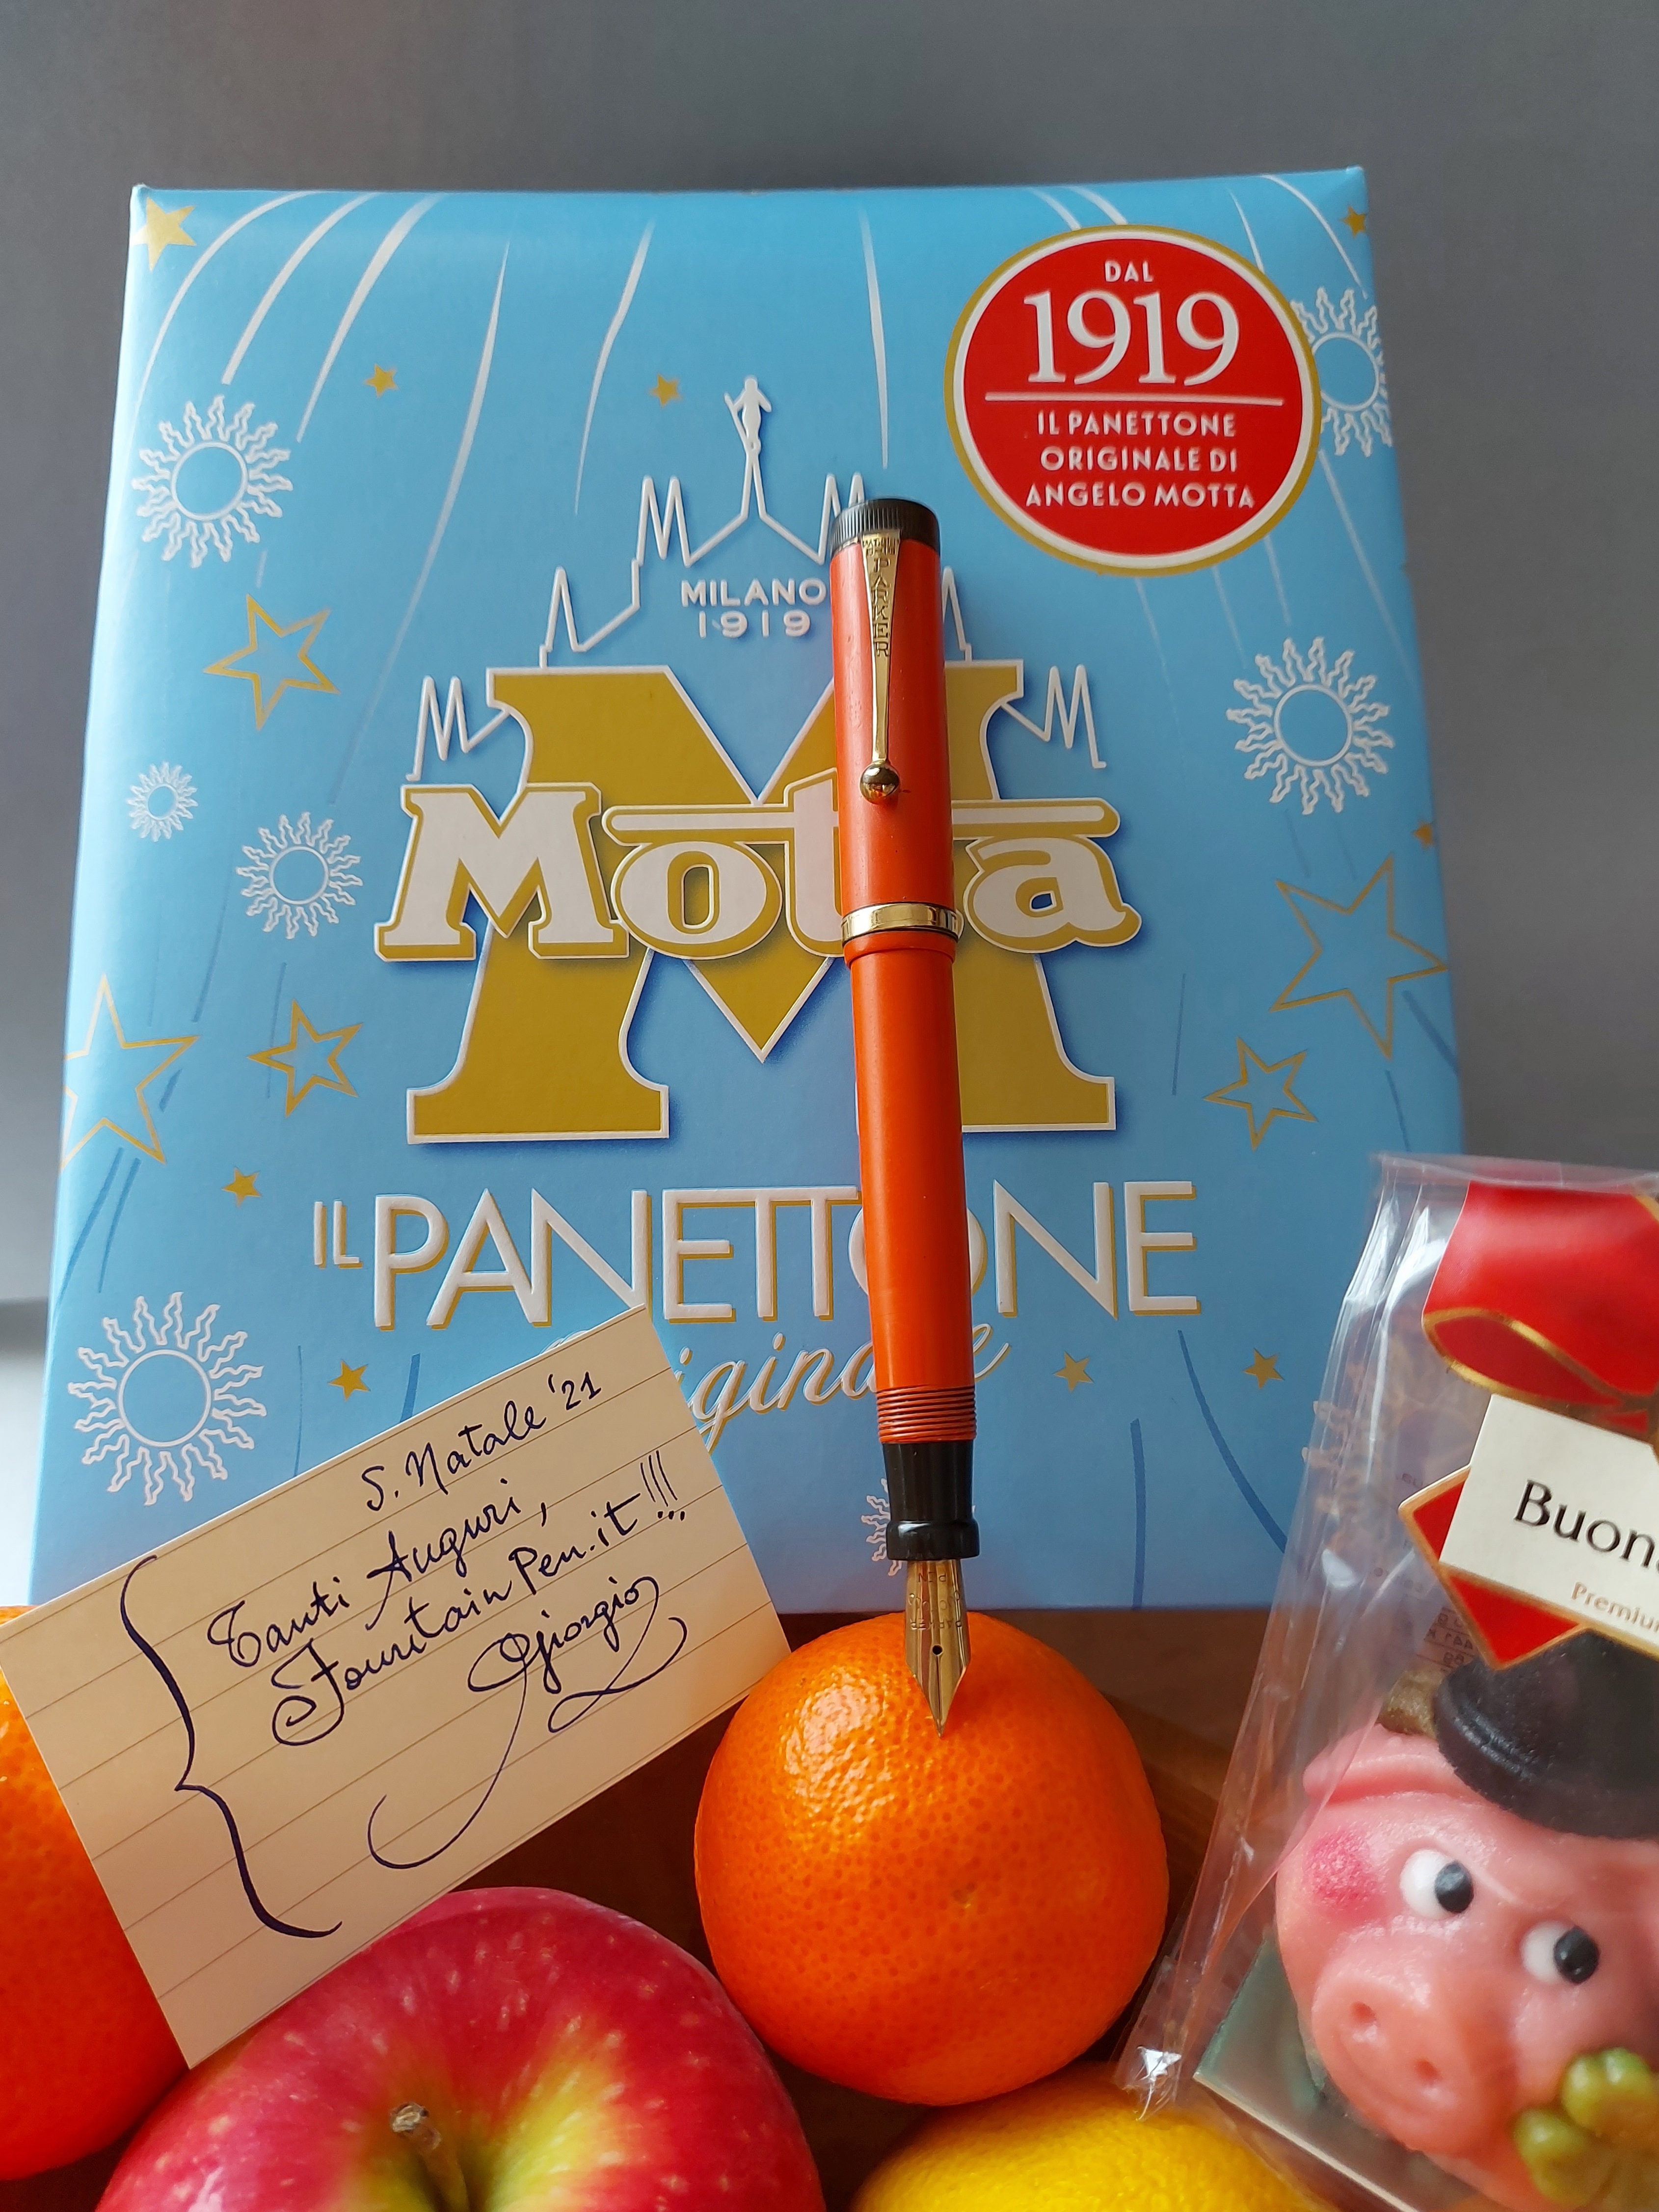 DAL
1919
IL PANETTONE
ORIGINALE DI
ANGELO MOTTA
MILANO
1919
PARKER
M
Motta
IL PANETTONE
S. Natale '21
Tanti Auguri,
FountainPen.it!!!
Giorgio